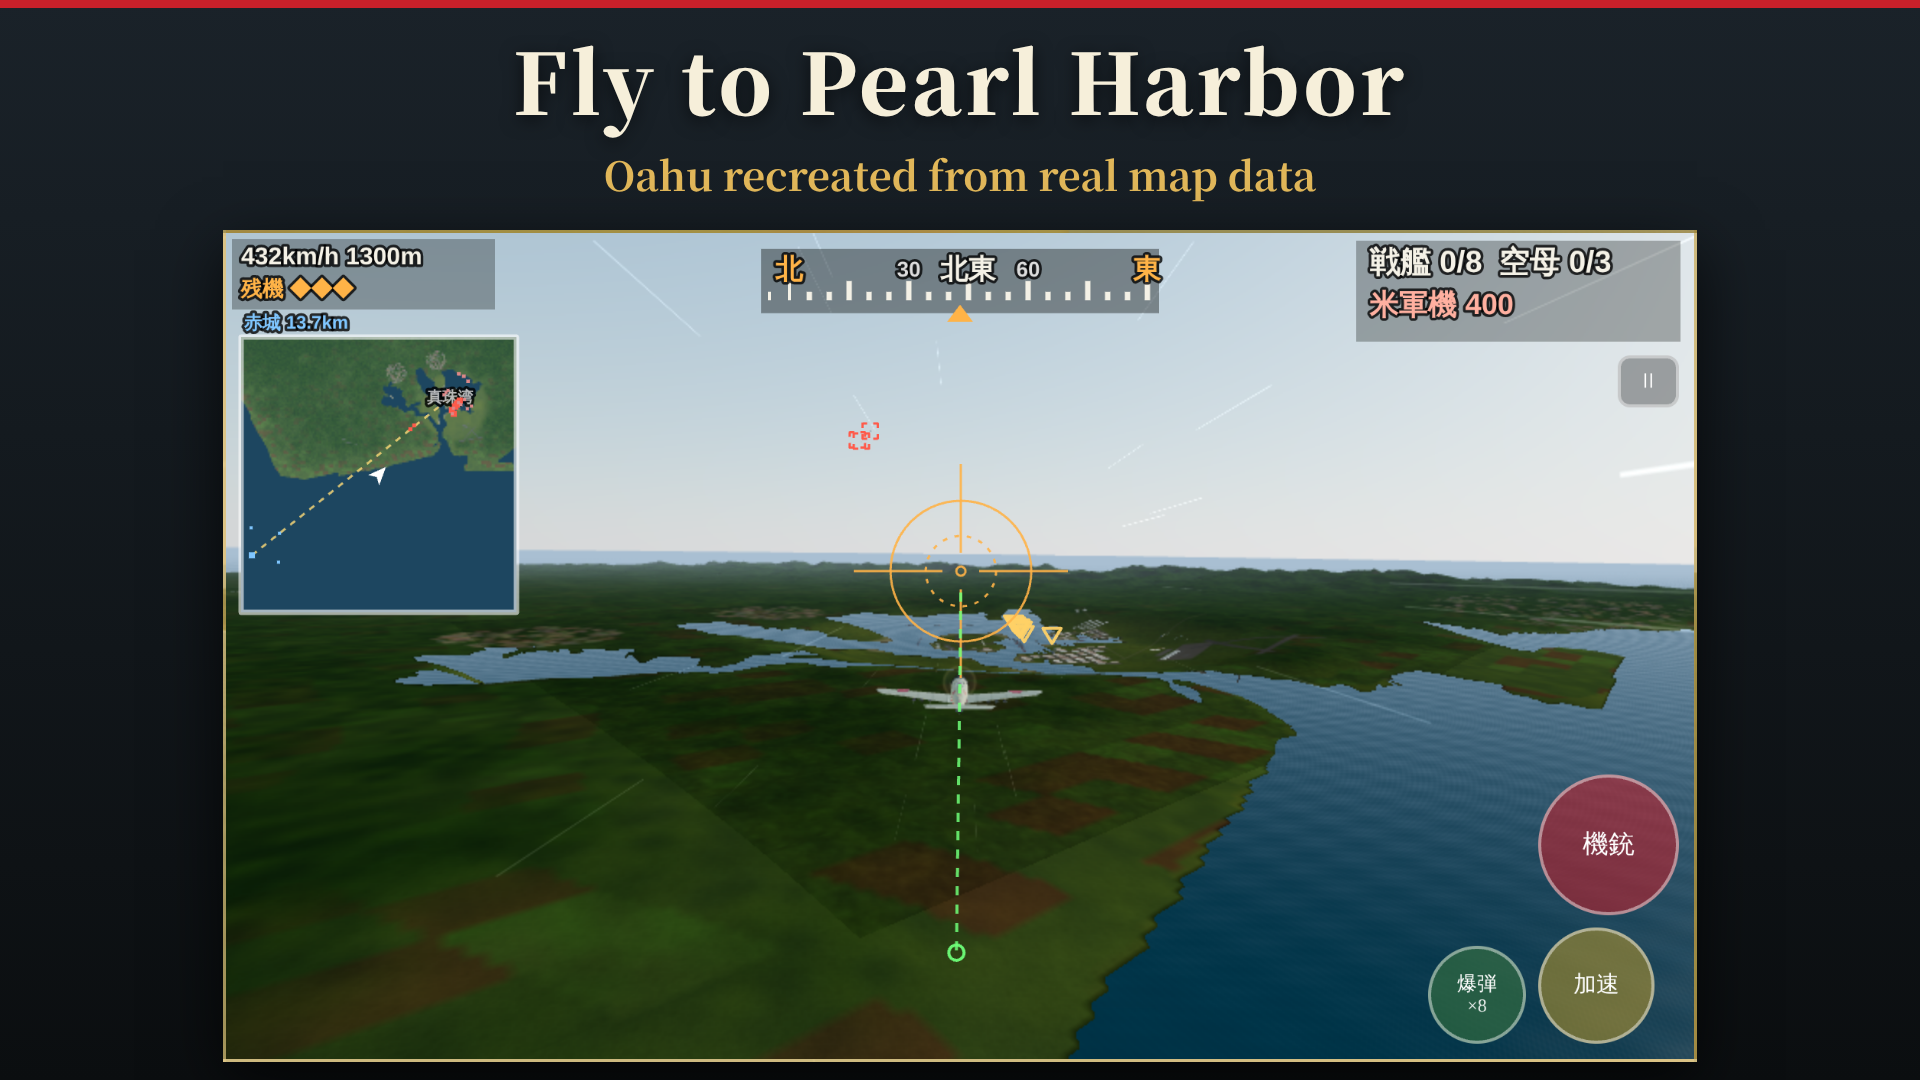 Fly to Pearl Harbor
Oahu recreated from real map data
432km/h 1300m
残機
赤城 13.7km
真珠湾
北 30 北東 60 東
戦艦 0/8 空母 0/3
米軍機 400
機銃
爆弾
×8
加速